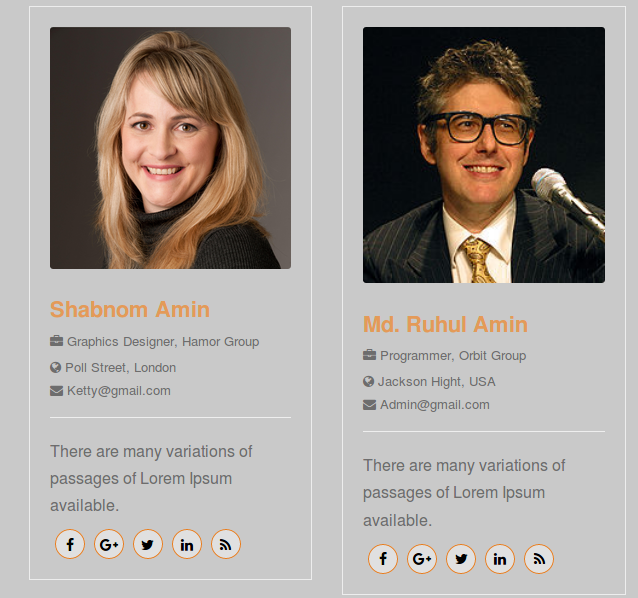 Shabnom Amin
Graphics Designer, Hamor Group
Poll Street, London
Ketty@gmail.com
There are many variations of
passages of Lorem Ipsum
available.
Md. Ruhul Amin
Programmer, Orbit Group
Jackson Hight, USA
Admin@gmail.com
There are many variations of
passages of Lorem Ipsum
available.